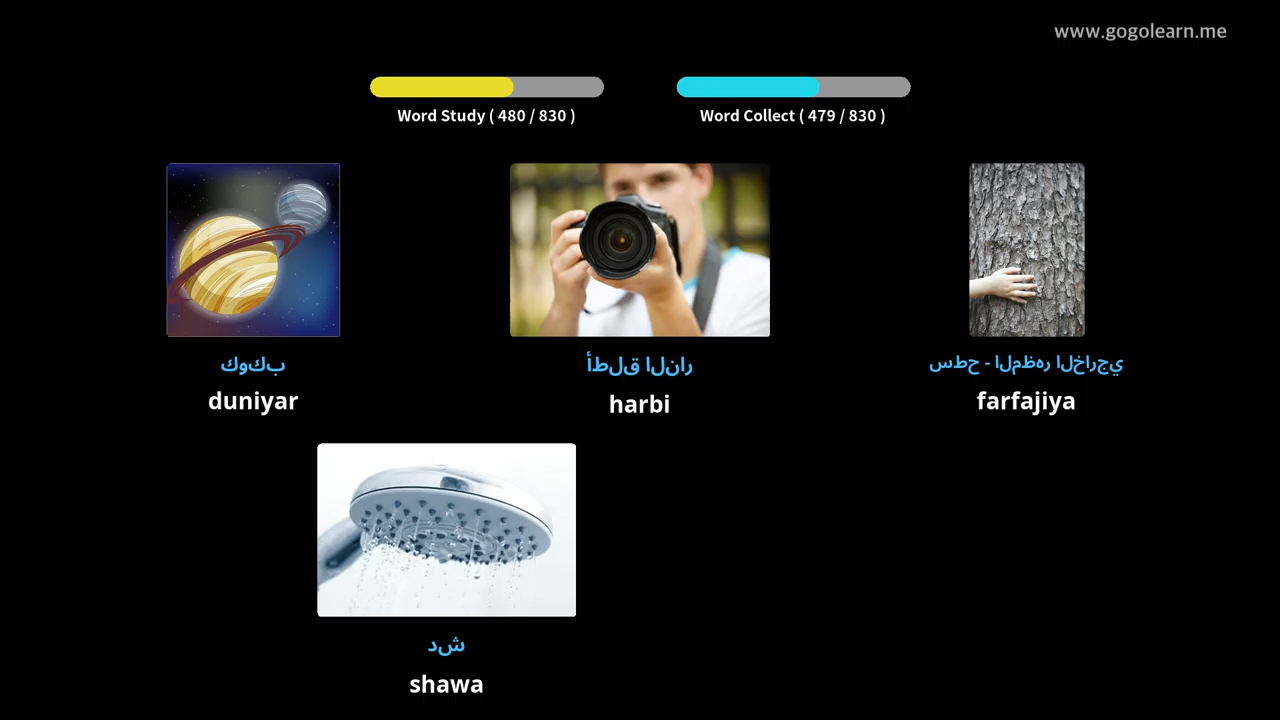 www.gogolearn.me
Word Study ( 480 / 830 )
Word Collect ( 479 / 830 )
كوكب
duniyar
أطلق النار
harbi
سطح - المظهر الخارجي
farfajiya
دش
shawa